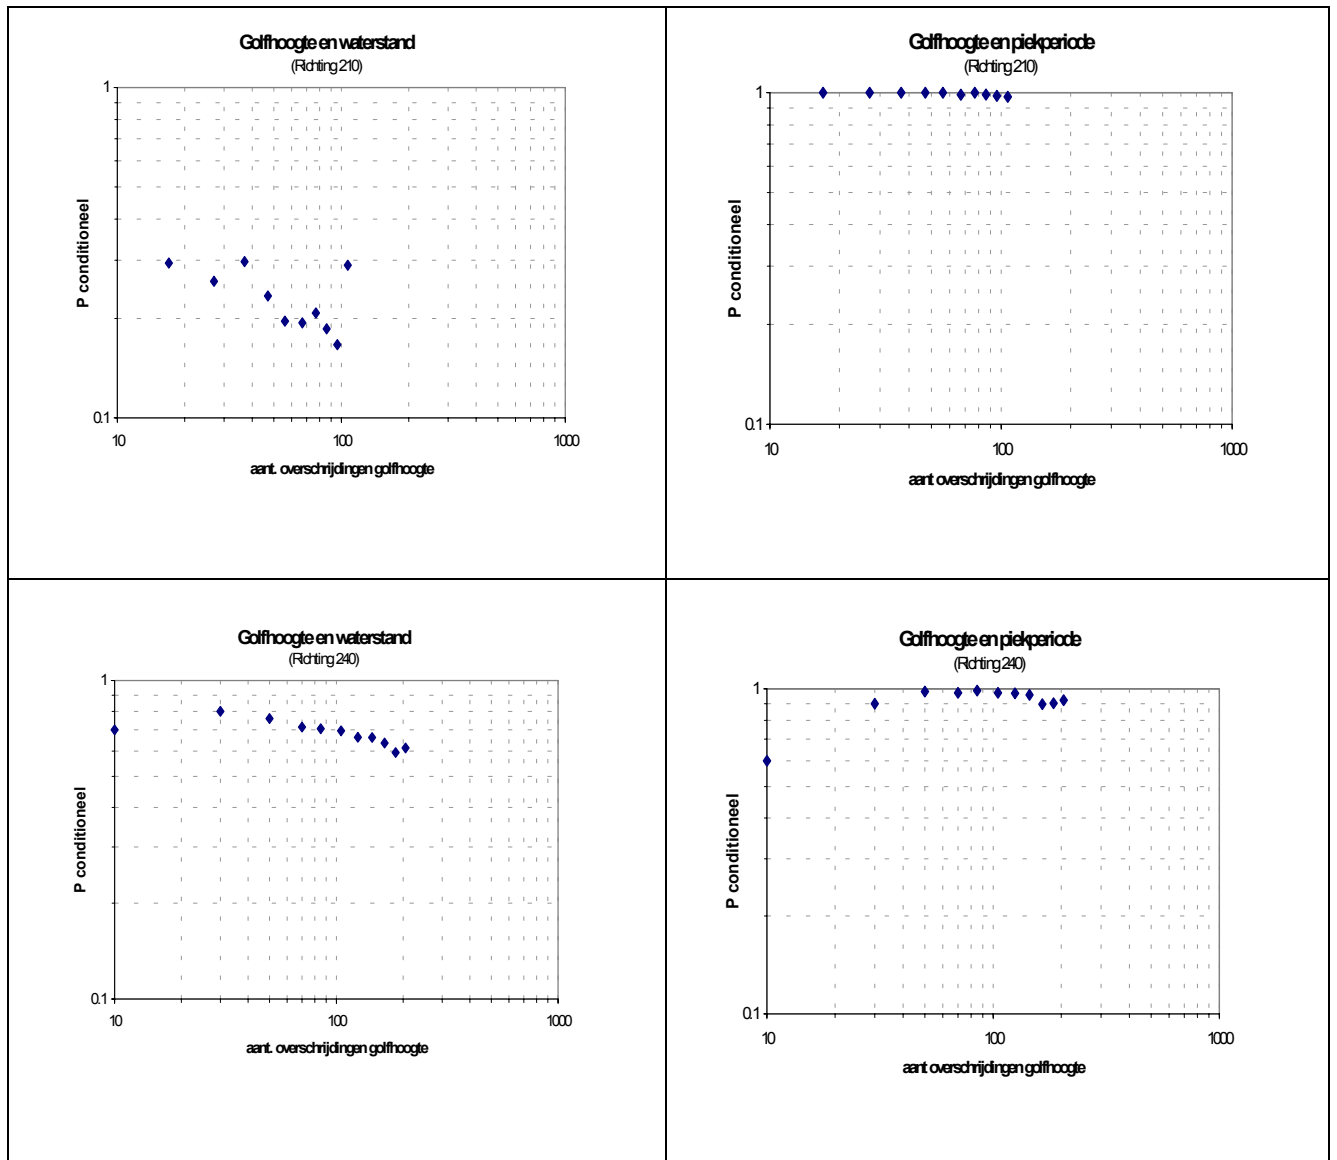 Golfhoogte en waterstand
(Richting 210)
1
0.1
10
100
1000
P conditioneel
aant. overschrijdingen golfhoogte
Golfhoogte en piekperiode
(Richting 210)
1
0.1
10
100
1000
P conditioneel
aant overschrijdingen golfhoogte
Golfhoogte en waterstand
(Richting 240)
1
0.1
10
100
1000
P conditioneel
aant. overschrijdingen golfhoogte
Golfhoogte en piekperiode
(Richting 240)
1
0.1
10
100
1000
P conditioneel
aant overschrijdingen golfhoogte